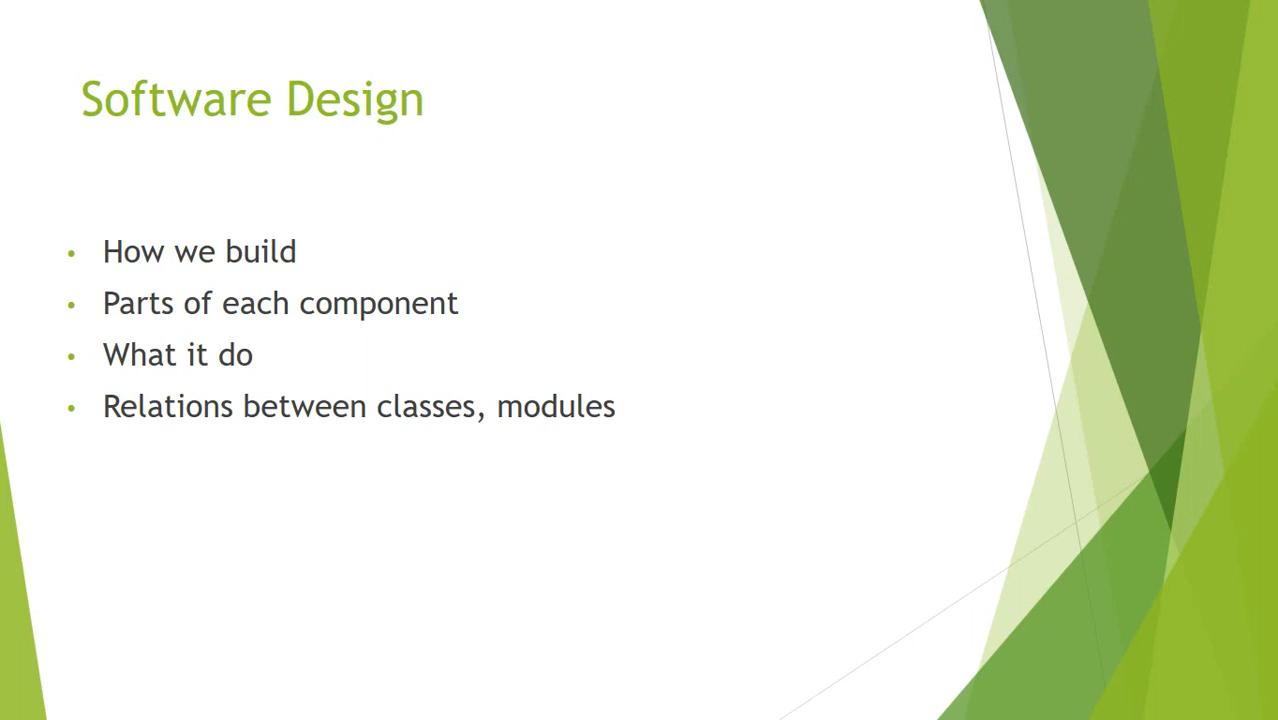 Software Design
• How we build
• Parts of each component
• What it do
• Relations between classes, modules